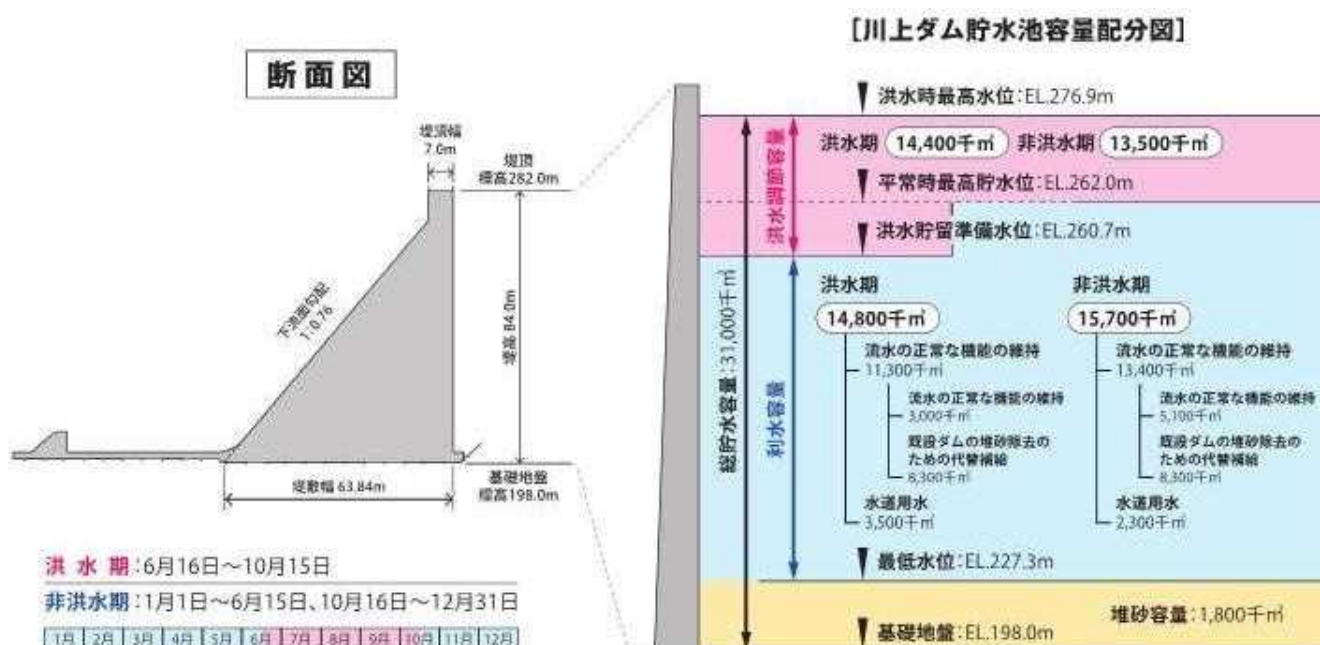 [川上ダム貯水池容量配分図]
断面図
堤頂幅
7.0m
堤頂
標高282.0m
下流面勾配
1:0.76
堤高 84.0m
堤敷幅 63.84m
基礎地盤
標高198.0m
洪水期:6月16日〜10月15日
非洪水期:1月1日〜6月15日、10月16日〜12月31日
1月 2月 3月 4月 5月 6月 7月 8月 9月 10月 11月 12月
洪水時最高水位:EL.276.9m
洪水期 14,400千㎥ 非洪水期 13,500千㎥
平常時最高貯水位:EL.262.0m
洪水貯留準備水位:EL.260.7m
洪水調節容量
総貯水容量:31,000千㎥
利水容量
洪水期
14,800千㎥
流水の正常な機能の維持
11,300千㎥
流水の正常な機能の維持
3,000千㎥
既設ダムの堆砂除去の
ための代替補給
8,300千㎥
水道用水
3,500千㎥
非洪水期
15,700千㎥
流水の正常な機能の維持
13,400千㎥
流水の正常な機能の維持
5,100千㎥
既設ダムの堆砂除去の
ための代替補給
8,300千㎥
水道用水
2,300千㎥
最低水位:EL.227.3m
堆砂容量:1,800千㎥
基礎地盤:EL.198.0m